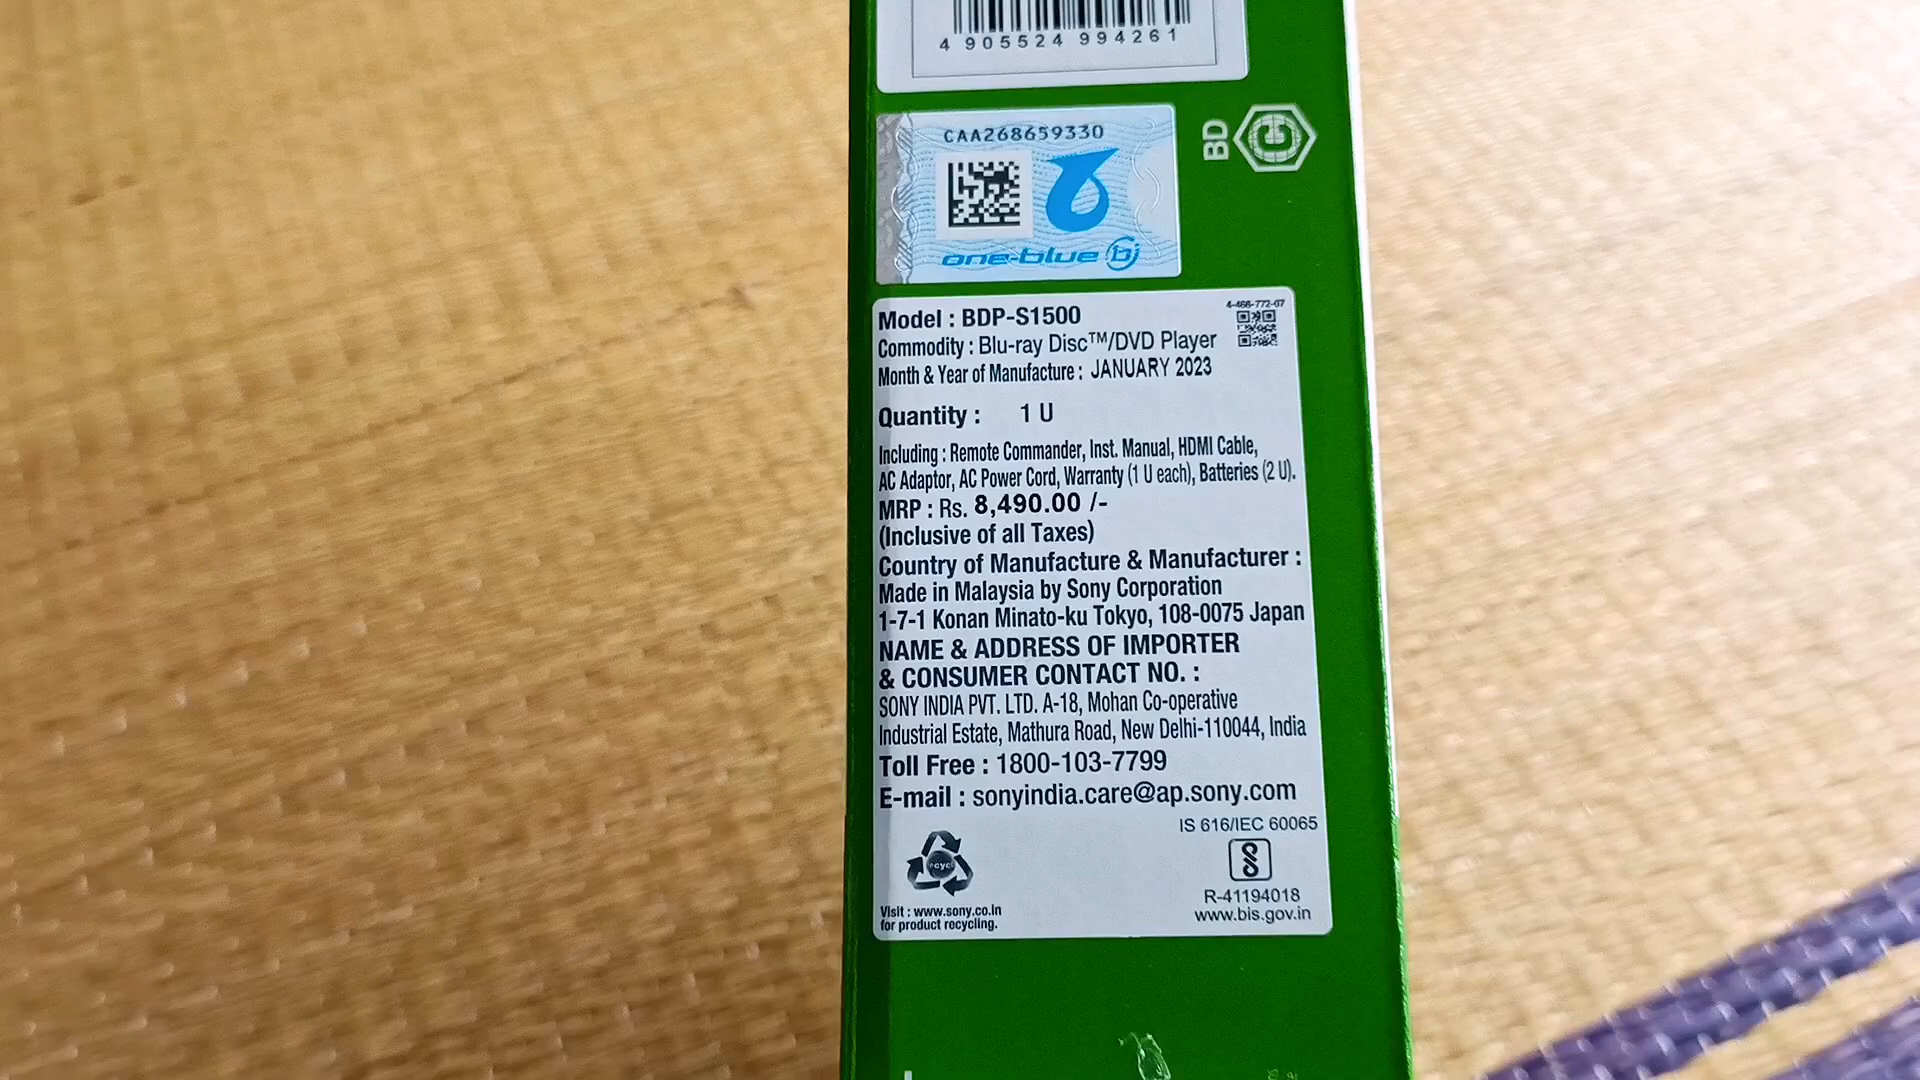 4 905524 994261
CAA268659330
BD
one-blue
4-466-772-07
Model : BDP-S1500
Commodity : Blu-ray Disc™/DVD Player
Month & Year of Manufacture : JANUARY 2023
Quantity : 1 U
Including : Remote Commander, Inst. Manual, HDMI Cable,
AC Adaptor, AC Power Cord, Warranty (1 U each), Batteries (2 U).
MRP : Rs. 8,490.00 /-
(Inclusive of all Taxes)
Country of Manufacture & Manufacturer :
Made in Malaysia by Sony Corporation
1-7-1 Konan Minato-ku Tokyo, 108-0075 Japan
NAME & ADDRESS OF IMPORTER
& CONSUMER CONTACT NO. :
SONY INDIA PVT. LTD. A-18, Mohan Co-operative
Industrial Estate, Mathura Road, New Delhi-110044, India
Toll Free : 1800-103-7799
E-mail : sonyindia.care@ap.sony.com
IS 616/IEC 60065
R-41194018
www.bis.gov.in
Visit : www.sony.co.in
for product recycling.